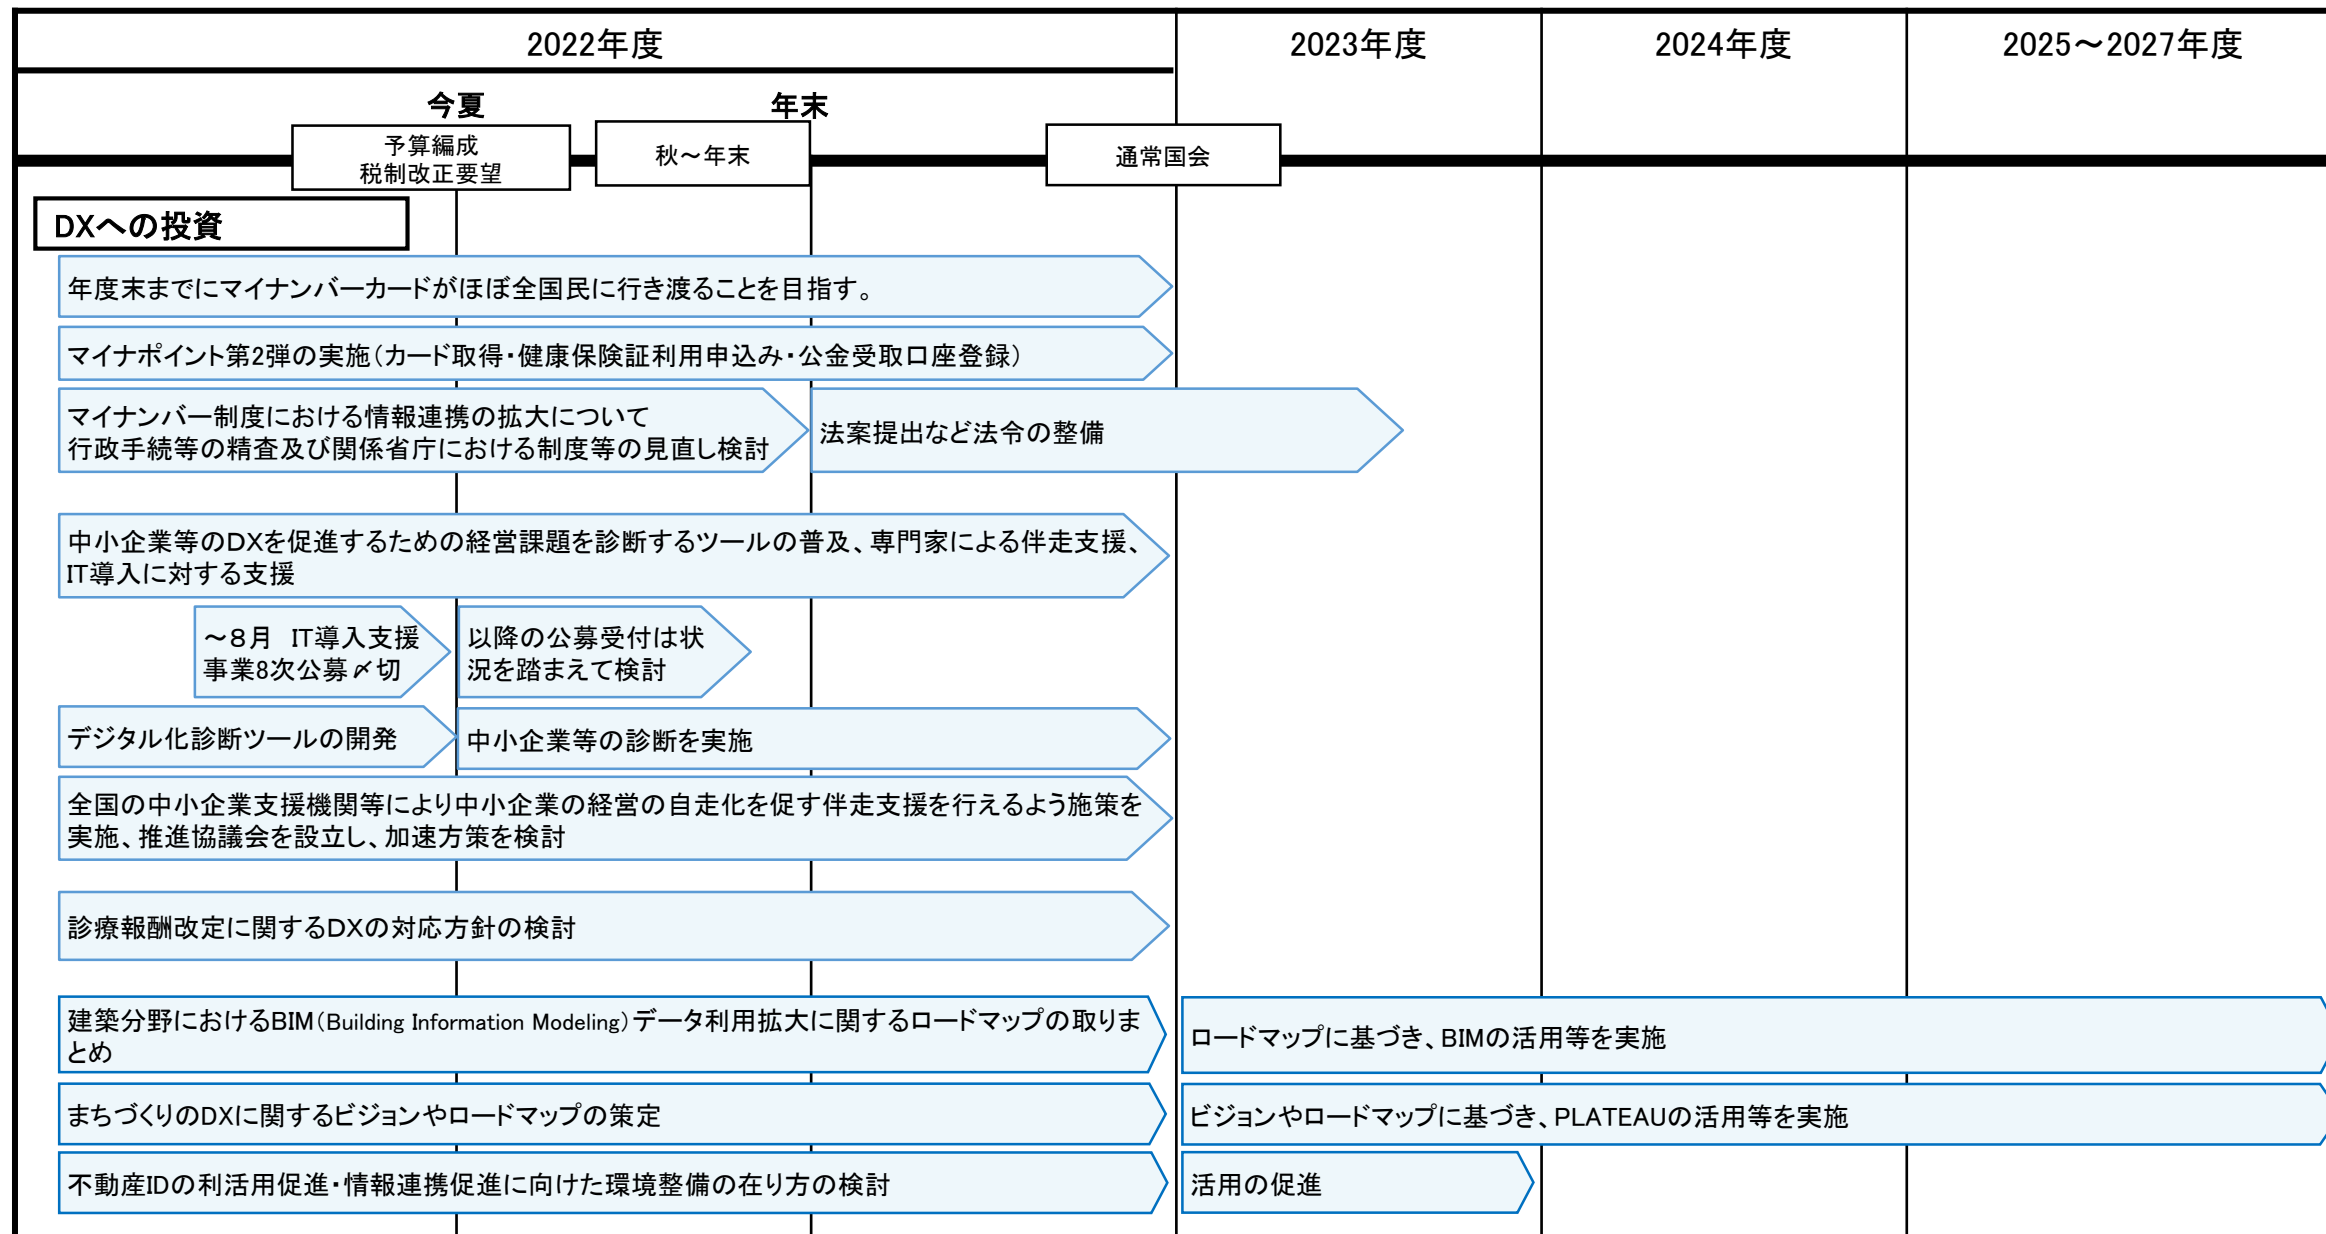 2022年度
2023年度
2024年度
2025～2027年度
今夏
年末
予算編成
税制改正要望
秋～年末
通常国会
DXへの投資
年度末までにマイナンバーカードがほぼ全国民に行き渡ることを目指す。
マイナポイント第2弾の実施（カード取得・健康保険証利用申込み・公金受取口座登録）
マイナンバー制度における情報連携の拡大について
行政手続等の精査及び関係省庁における制度等の見直し検討
法案提出など法令の整備
中小企業等のDXを促進するための経営課題を診断するツールの普及、専門家による伴走支援、
IT導入に対する支援
～８月　IT導入支援
事業8次公募〆切
以降の公募受付は状
況を踏まえて検討
デジタル化診断ツールの開発
中小企業等の診断を実施
全国の中小企業支援機関等により中小企業の経営の自走化を促す伴走支援を行えるよう施策を
実施、推進協議会を設立し、加速方策を検討
診療報酬改定に関するDXの対応方針の検討
建築分野におけるBIM（Building Information Modeling）データ利用拡大に関するロードマップの取りま
とめ
ロードマップに基づき、BIMの活用等を実施
まちづくりのDXに関するビジョンやロードマップの策定
ビジョンやロードマップに基づき、PLATEAUの活用等を実施
不動産IDの利活用促進・情報連携促進に向けた環境整備の在り方の検討
活用の促進